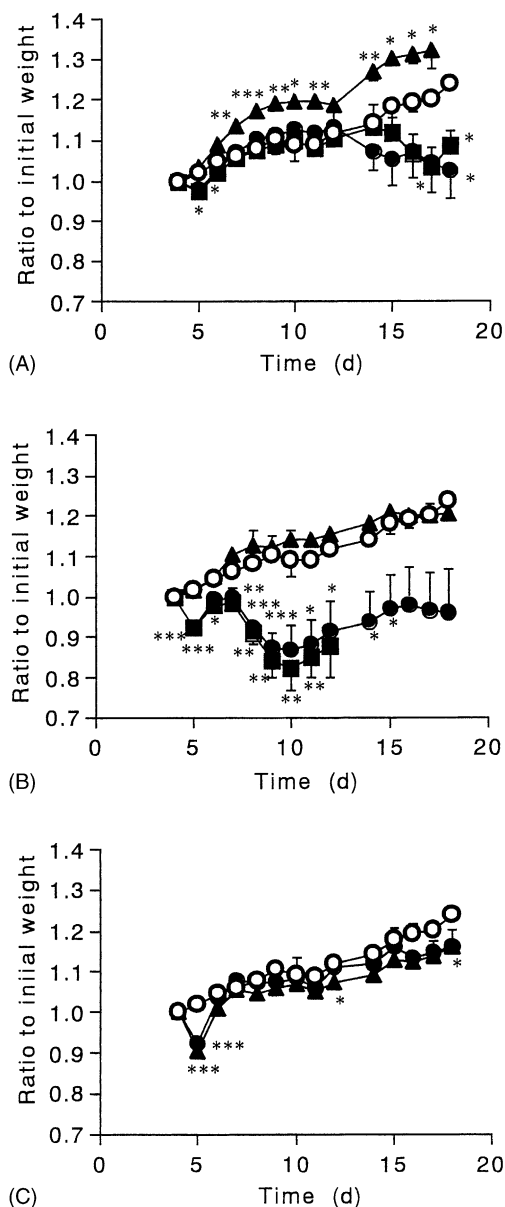 1.4
1.3
1.2
1.1
1.0
0.9
0.8
0.7
Ratio to initial weight
** *** ** * ** ** * * *
* * * * *
0 5 10 15 20
Time (d)
(A)
1.4
1.3
1.2
1.1
1.0
0.9
0.8
0.7
Ratio to initial weight
** *
*** *** * *** * * *
*** ** ** **
**
0 5 10 15 20
Time (d)
(B)
1.4
1.3
1.2
1.1
1.0
0.9
0.8
0.7
Ratio to iniıial weight
* *
***
***
0 5 10 15 20
Time (d)
(C)